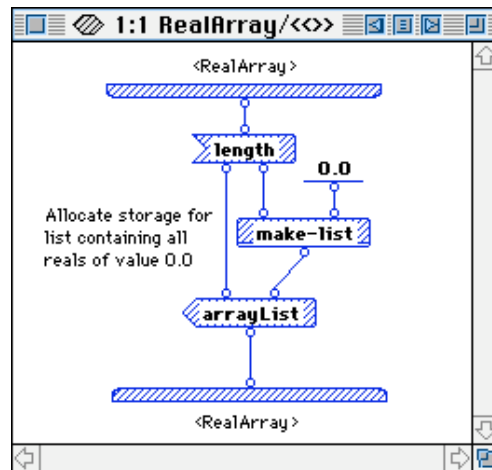 1:1 RealArray/<<>>
<RealArray>
length
0.0
Allocate storage for
list containing all
reals of value 0.0
make-list
arrayList
<RealArray>